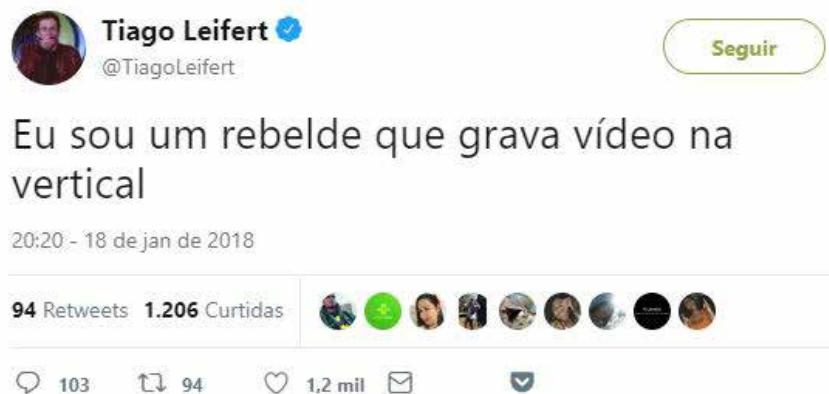 Tiago Leifert
@TiagoLeifert
Seguir
Eu sou um rebelde que grava vídeo na
vertical
20:20 - 18 de jan de 2018
94 Retweets 1.206 Curtidas
103 94 1,2 mil